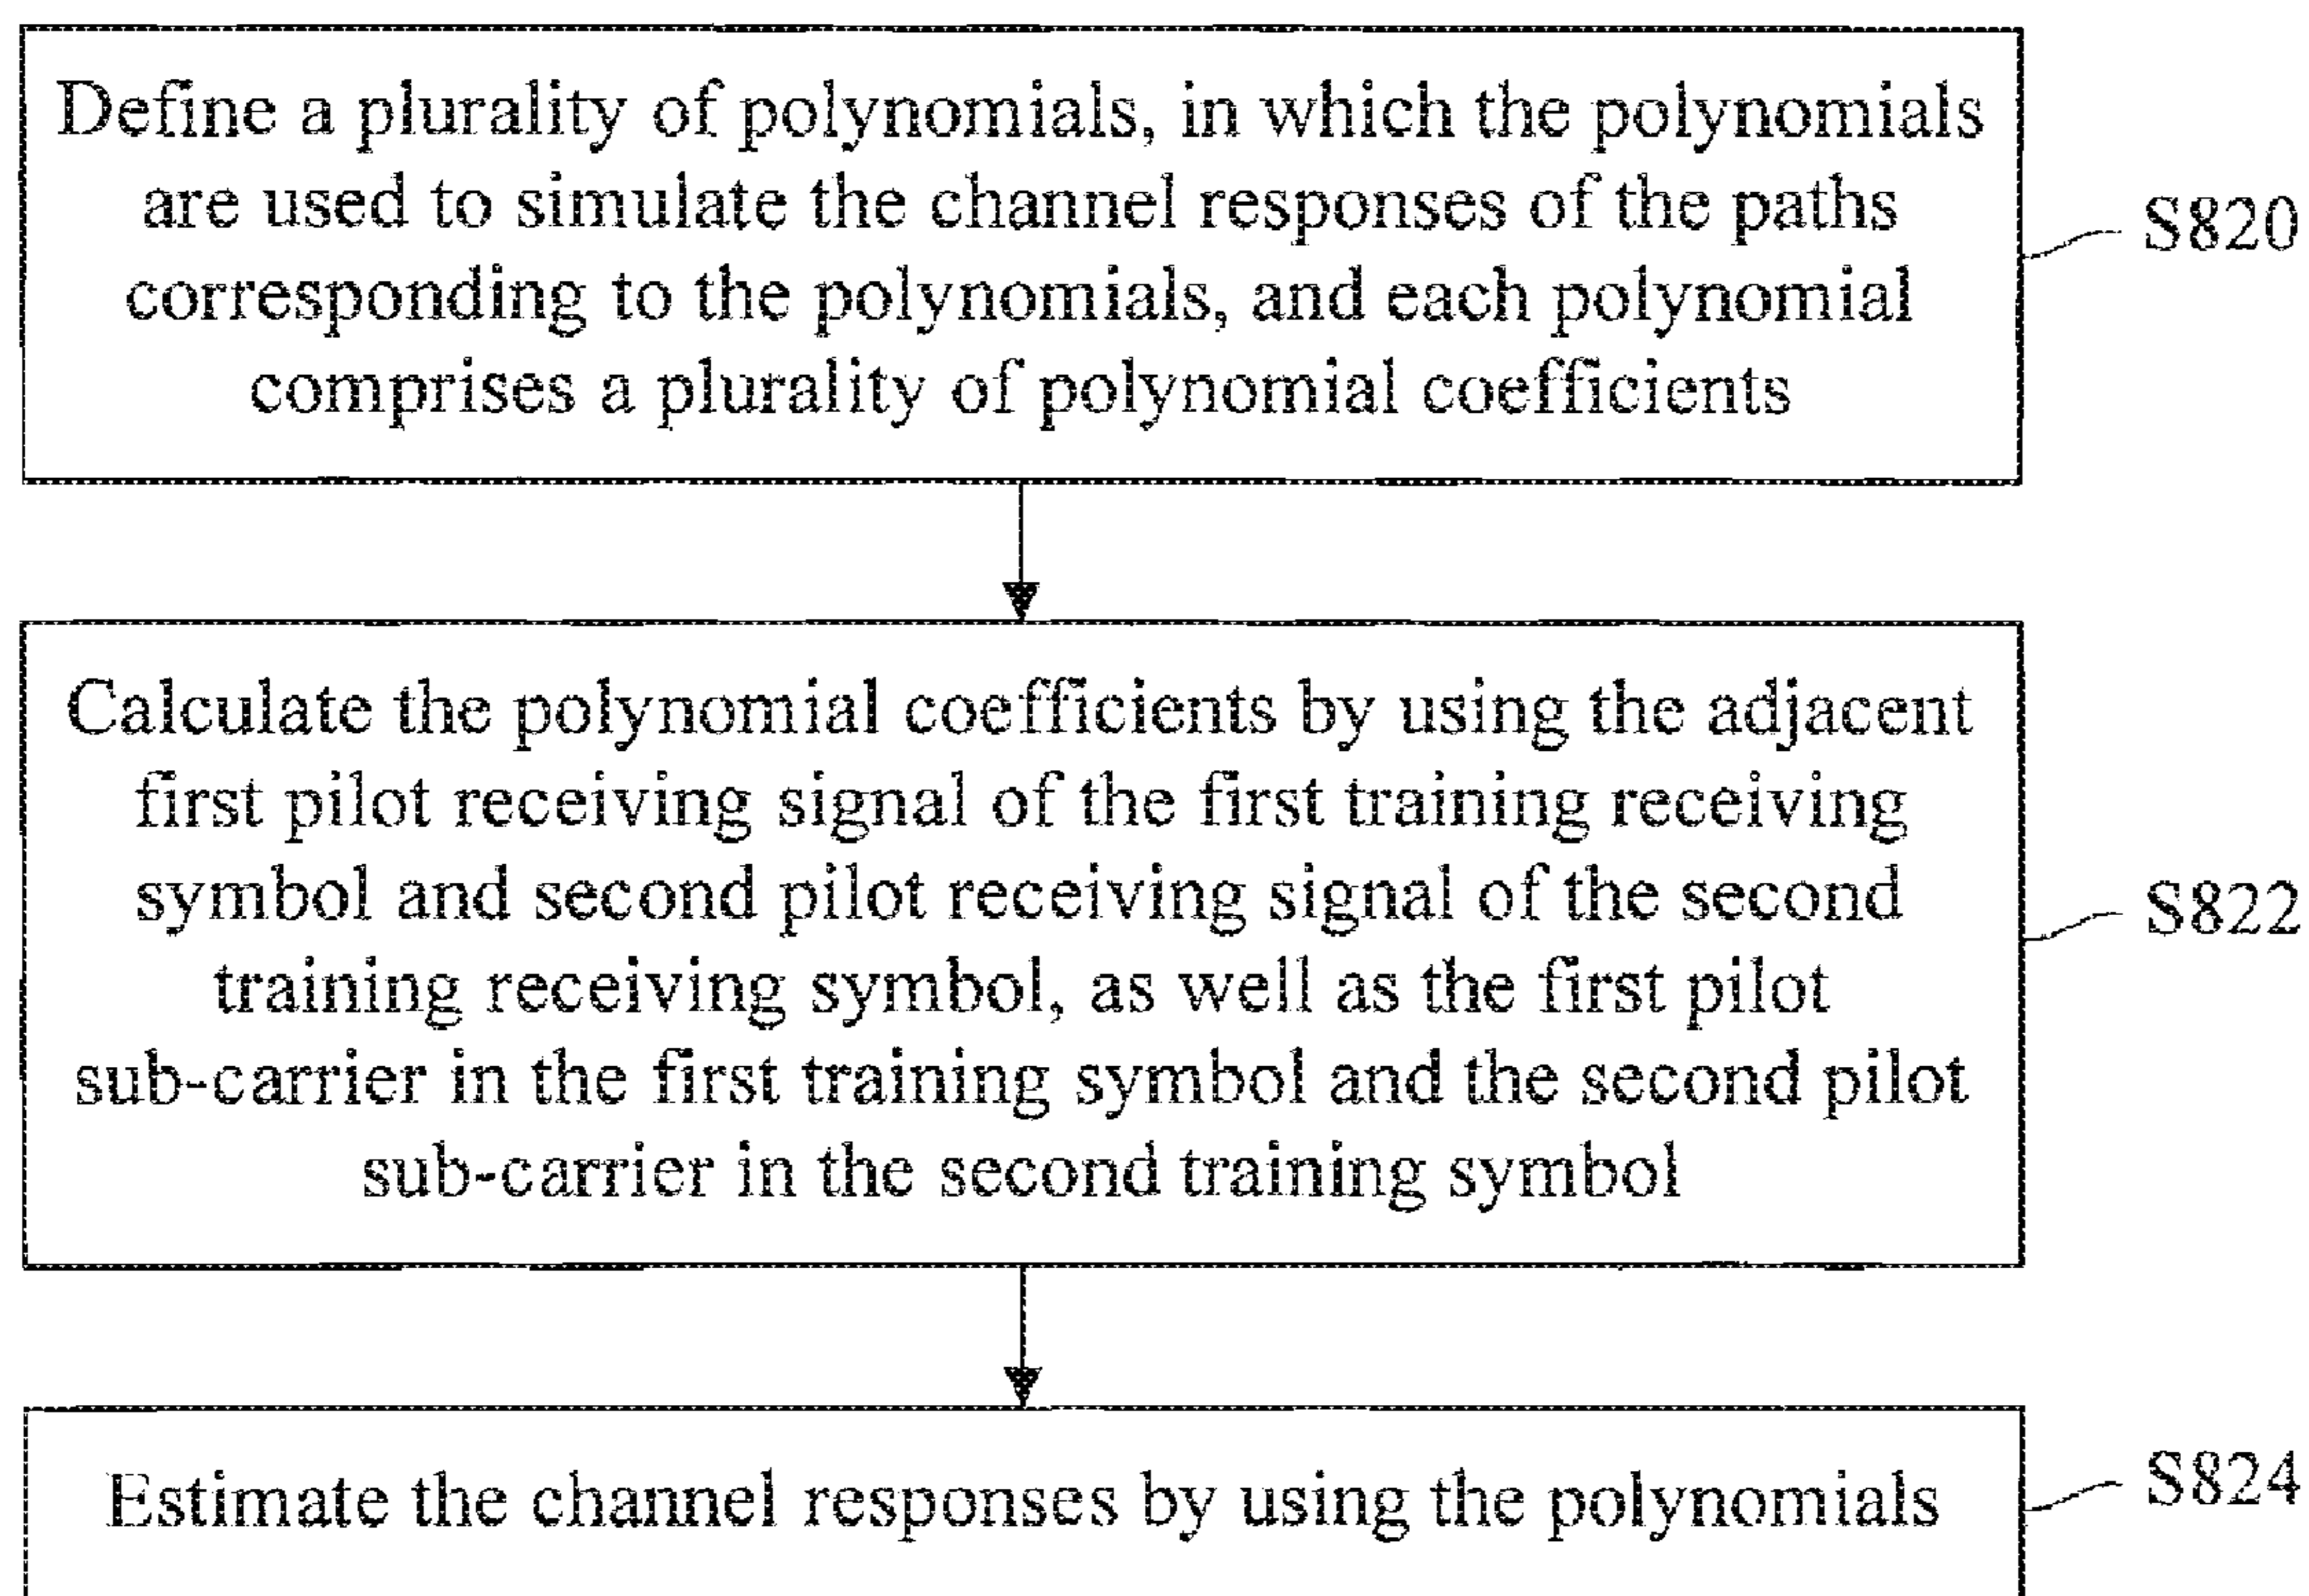 Define a plurality of polynomials, in which the polynomials
are used to simulate the channel responses of the paths
corresponding to the polynomials, and each polynomial
comprises a plurality of polynomial coefficients
S820
Calculate the polynomial coefficients by using the adjacent
first pilot receiving signal of the first training receiving
symbol and second pilot receiving signal of the second
training receiving symbol, as well as the first pilot
sub-carrier in the first training symbol and the second pilot
sub-carrier in the second training symbol
S822
Estimate the channel responses by using the polynomials
S824